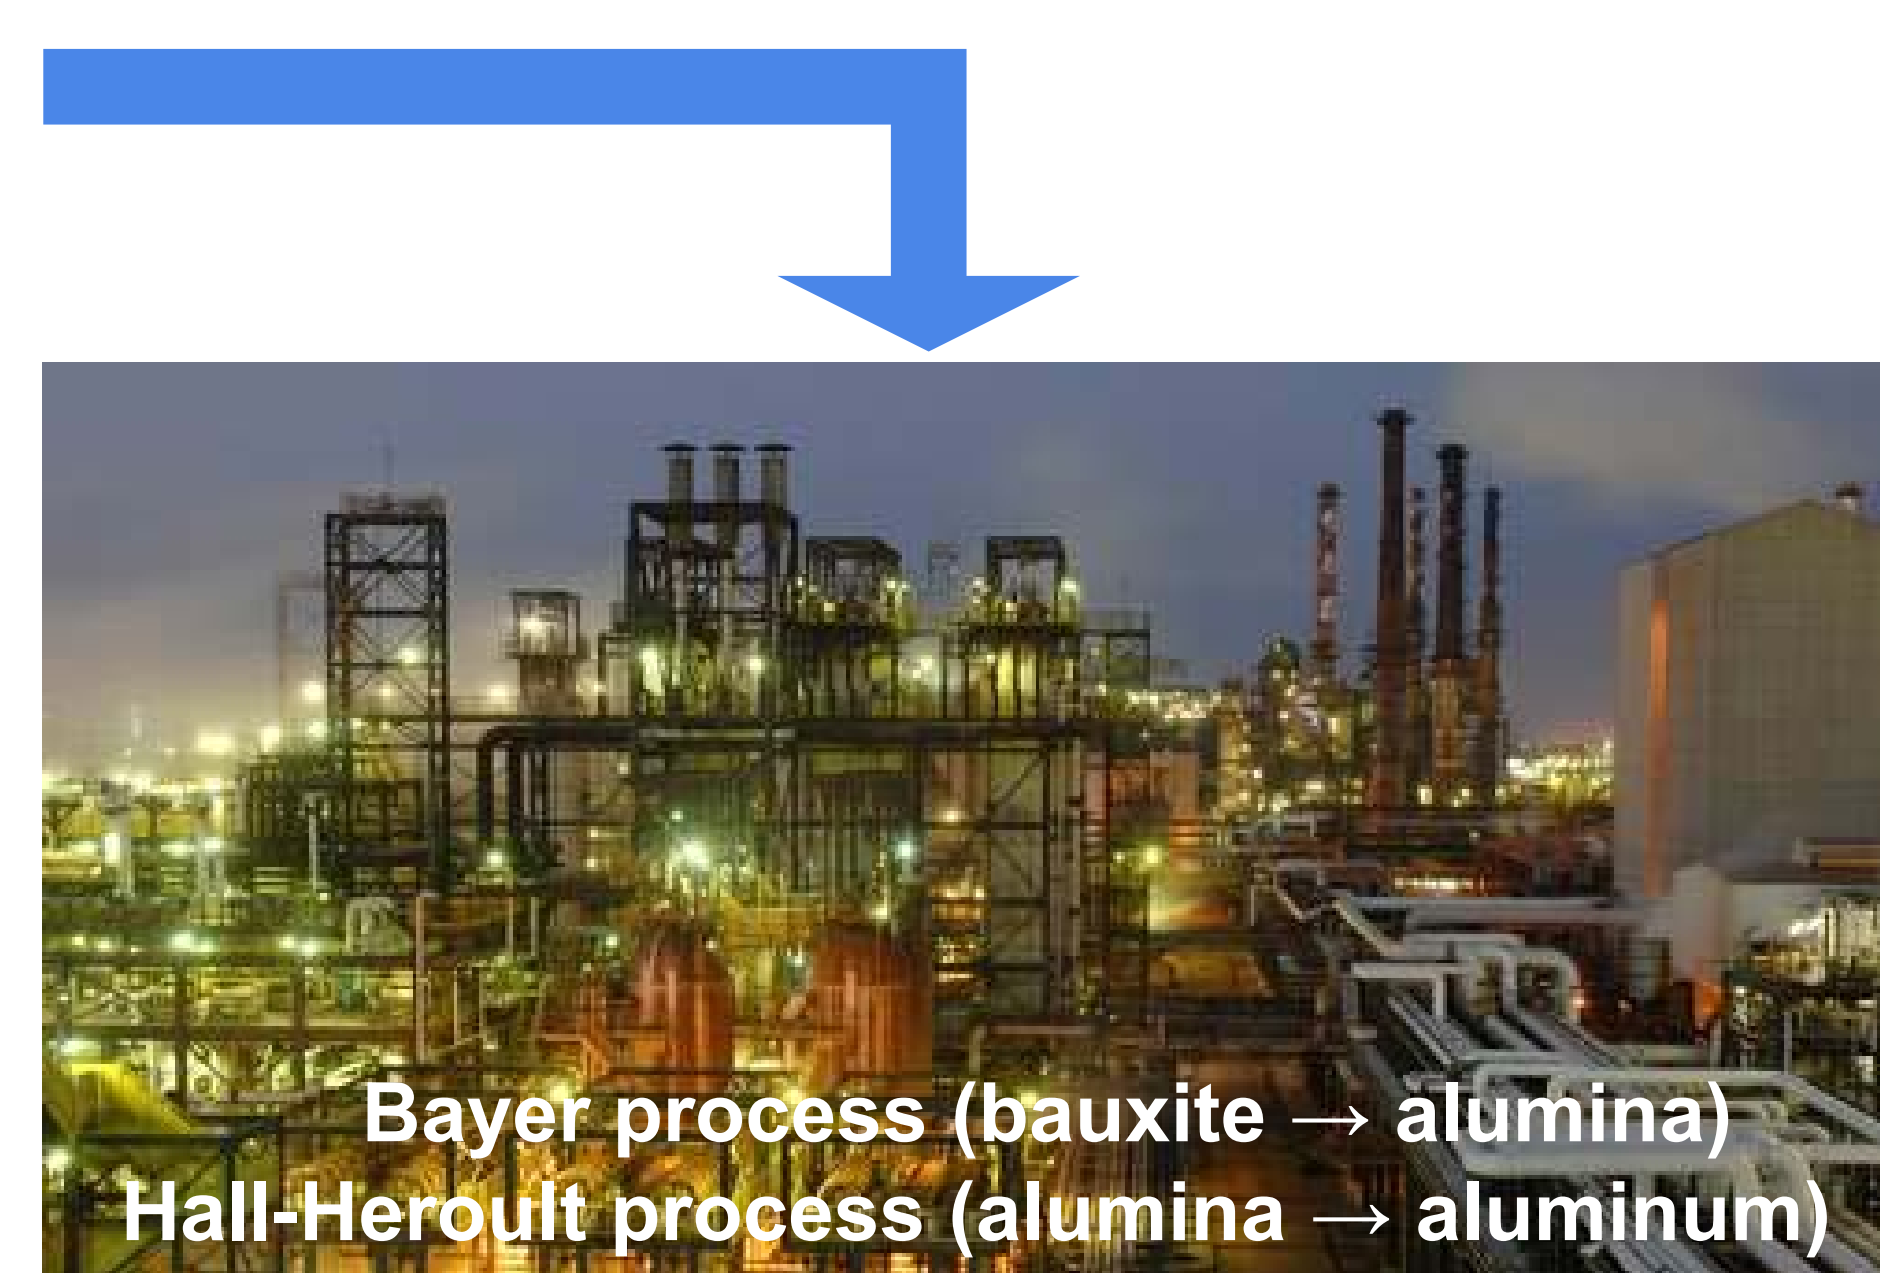 Bayer process (bauxite → alumina)
Hall-Heroult process (alumina → aluminum)